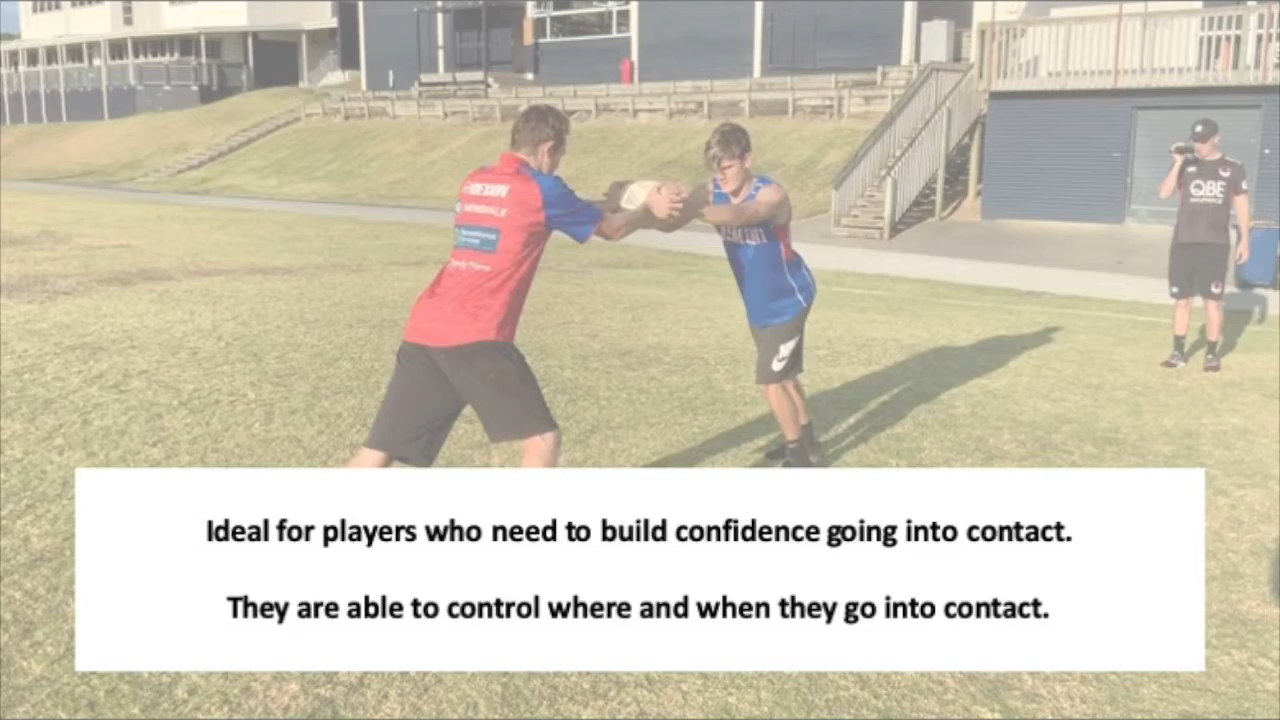 QBE
Ideal for players who need to build confidence going into contact.
They are able to control where and when they go into contact.